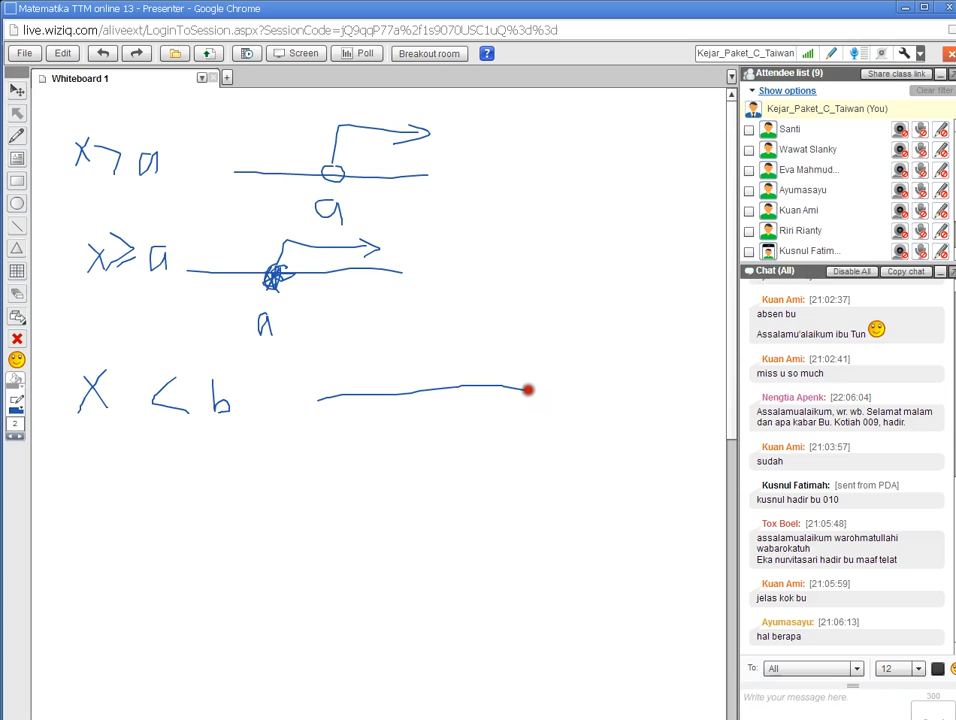 Matematika TTM online 13 - Presenter - Google Chrome
live.wiziq.com/aliveext/LoginToSession.aspx?SessionCode=jQ9qqP77a%2f1s9070USC1uQ%3d%3d
File Edit Screen Poll Breakout room ? Kejar_Paket_C_Taiwan
Whiteboard 1
x > a
a
x ≥ a
a
X < b
2
Attendee list (9) Share class link
Show options Clear filter
Kejar_Paket_C_Taiwan (You)
Santi
Wawat Slanky
Eva Mahmud...
Ayumasayu
Kuan Ami
Riri Rianty
Kusnul Fatim...
Chat (All) Disable All Copy chat
Kuan Ami: [21:02:37]
absen bu
Assalamu'alaikum ibu Tun
Kuan Ami: [21:02:41]
miss u so much
Nengtia Apenk: [22:06:04]
Assalamualaikum, wr. wb. Selamat malam
dan apa kabar Bu. Kotiah 009, hadir.
Kuan Ami: [21:03:57]
sudah
Kusnul Fatimah: [sent from PDA]
kusnul hadir bu 010
Tox Boel: [21:05:48]
assalamualaikum warohmatullahi
wabarokatuh
Eka nurvitasari hadir bu maaf telat
Kuan Ami: [21:05:59]
jelas kok bu
Ayumasayu: [21:06:13]
hal berapa
To: All 12
Write your message here. 300